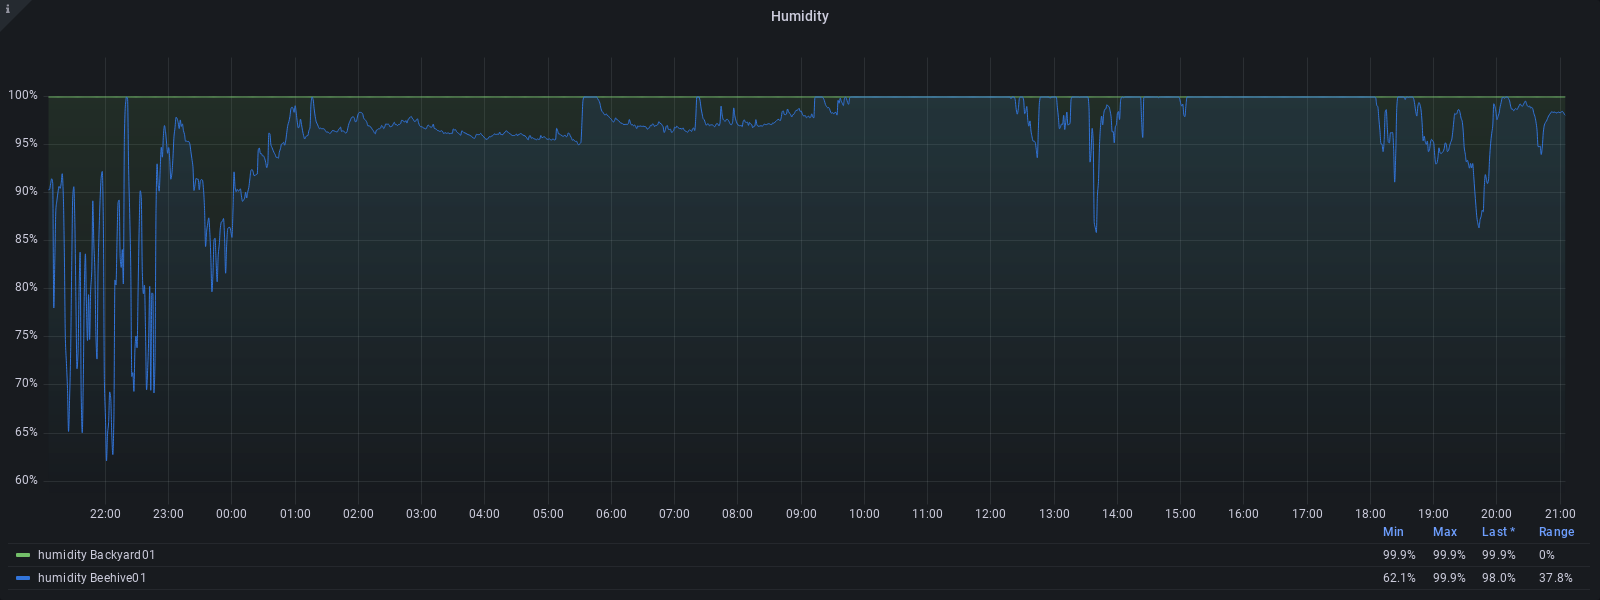 i
Humidity
100%
95%
90%
85%
80%
75%
70%
65%
60%
22:00 23:00 00:00 01:00 02:00 03:00 04:00 05:00 06:00 07:00 08:00 09:00 10:00 11:00 12:00 13:00 14:00 15:00 16:00 17:00 18:00 19:00 20:00 21:00
Min Max Last * Range
humidity Backyard01 99.9% 99.9% 99.9% 0%
humidity Beehive01 62.1% 99.9% 98.0% 37.8%